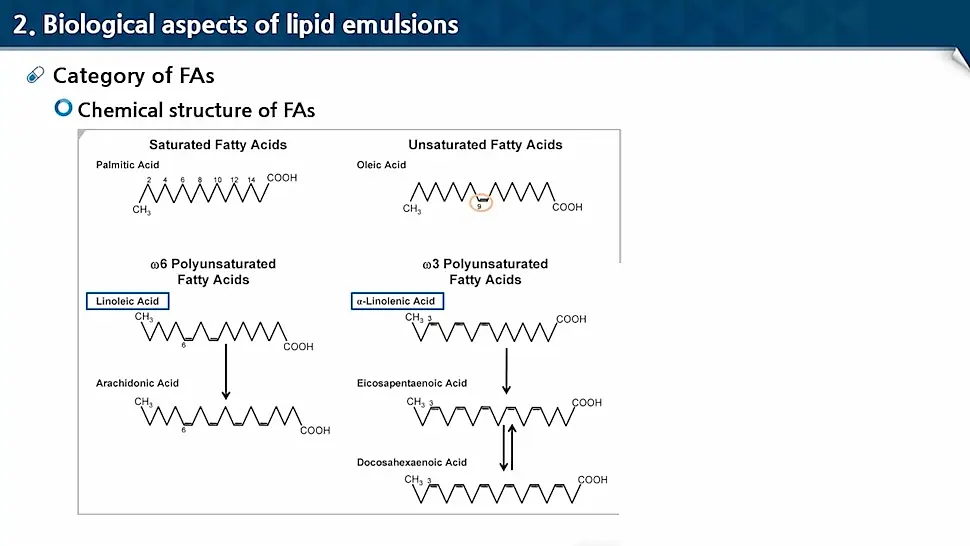 2. Biological aspects of lipid emulsions
Category of FAs
Chemical structure of FAs
Saturated Fatty Acids
Palmitic Acid
2 4 6 8 10 12 14
COOH
CH3
Unsaturated Fatty Acids
Oleic Acid
CH3
9
COOH
ω6 Polyunsaturated
Fatty Acids
Linoleic Acid
CH3
6
COOH
Arachidonic Acid
CH3
6
COOH
ω3 Polyunsaturated
Fatty Acids
α-Linolenic Acid
CH3 3
COOH
Eicosapentaenoic Acid
CH3 3
COOH
Docosahexaenoic Acid
CH3 3
COOH